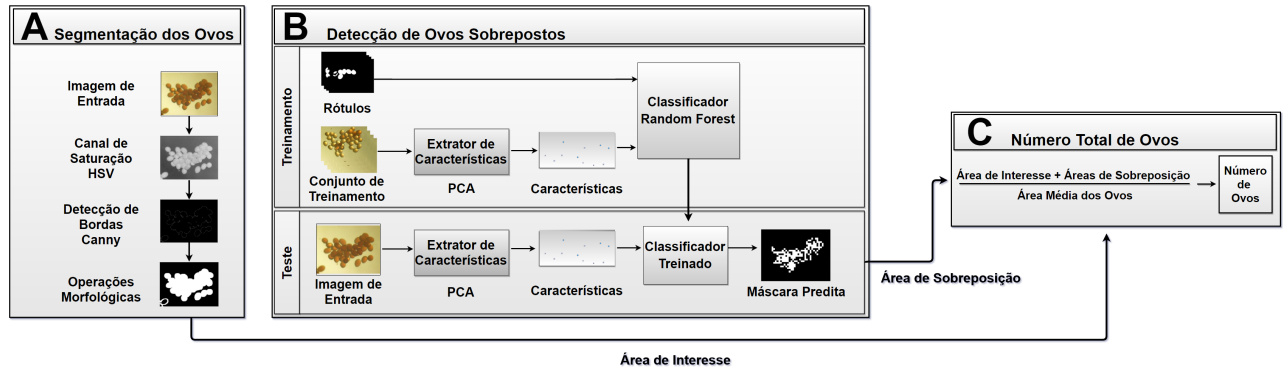 A Segmentação dos Ovos
Imagem de
Entrada
Canal de
Saturação
HSV
Detecção de
Bordas
Canny
Operações
Morfológicas
B Detecção de Ovos Sobrepostos
Treinamento
Rótulos
Conjunto de
Treinamento
Extrator de
Características
PCA
Características
Classificador
Random Forest
Teste
Imagem de
Entrada
Extrator de
Características
PCA
Características
Classificador
Treinado
Máscara Predita
Área de Sobreposição
Área de Interesse
C Número Total de Ovos
Área de Interesse + Áreas de Sobreposição
Área Média dos Ovos
Número
de
Ovos